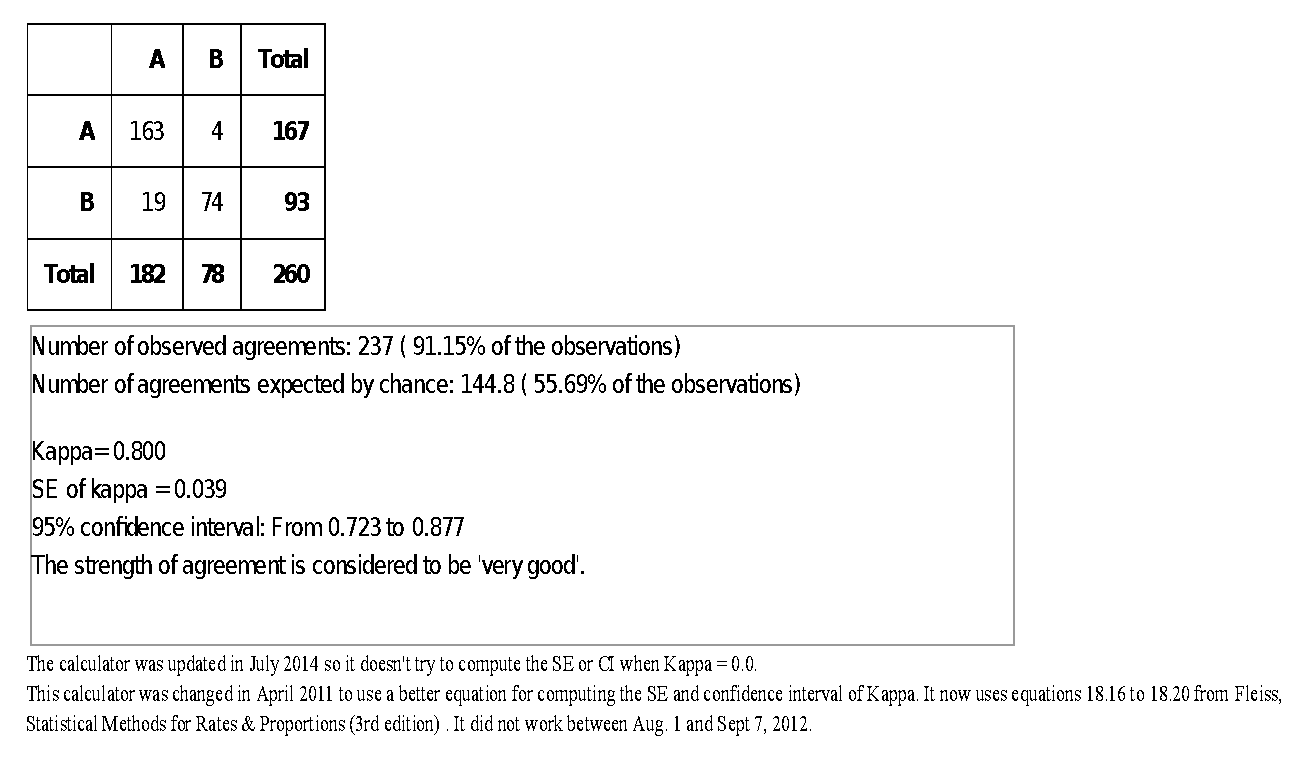 A B Total
A 163 4 167
B 19 74 93
Total 182 78 260
Number of observed agreements: 237 ( 91.15% of the observations)
Number of agreements expected by chance: 144.8 ( 55.69% of the observations)
Kappa= 0.800
SE of kappa = 0.039
95% confidence interval: From 0.723 to 0.877
The strength of agreement is considered to be 'very good'.
The calculator was updated in July 2014 so it doesn't try to compute the SE or CI when Kappa = 0.0.
This calculator was changed in April 2011 to use a better equation for computing the SE and confidence interval of Kappa. It now uses equations 18.16 to 18.20 from Fleiss,
Statistical Methods for Rates & Proportions (3rd edition) . It did not work between Aug. 1 and Sept 7, 2012.